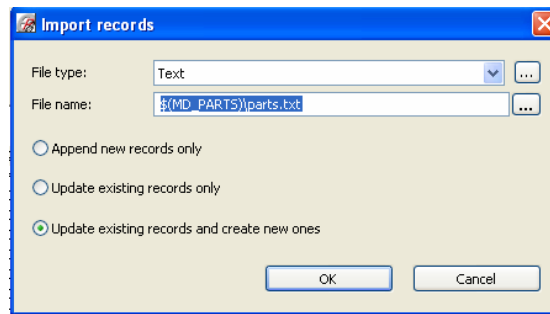 Import records
File type: Text ...
File name: $(MD_PARTS)\parts.txt ...
Append new records only
Update existing records only
Update existing records and create new ones
OK Cancel